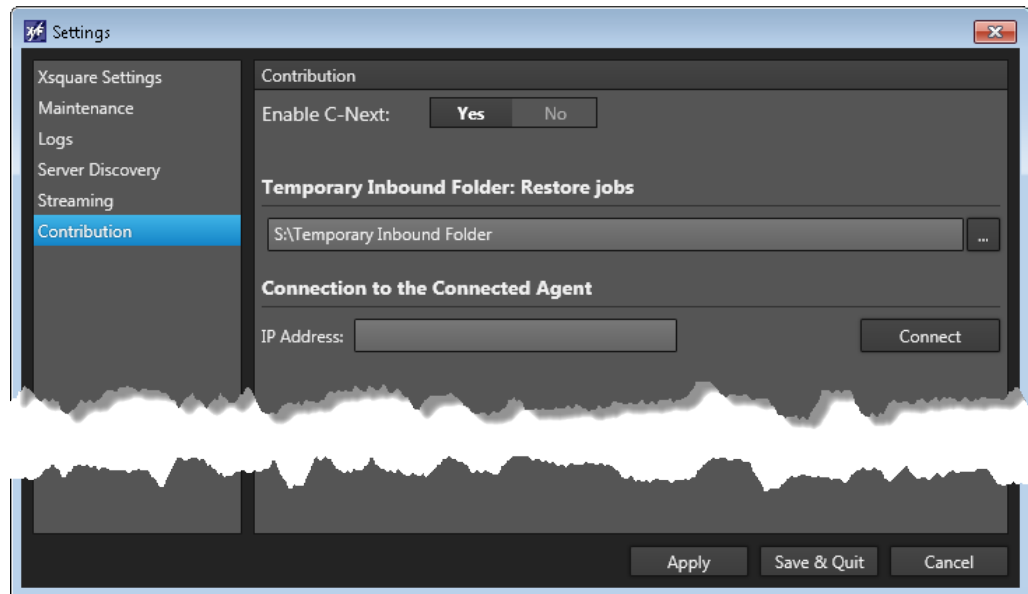 Settings
Xsquare Settings
Maintenance
Logs
Server Discovery
Streaming
Contribution
Contribution
Enable C-Next: Yes No
Temporary Inbound Folder: Restore jobs
S:\Temporary Inbound Folder ...
Connection to the Connected Agent
IP Address: Connect
Apply Save & Quit Cancel